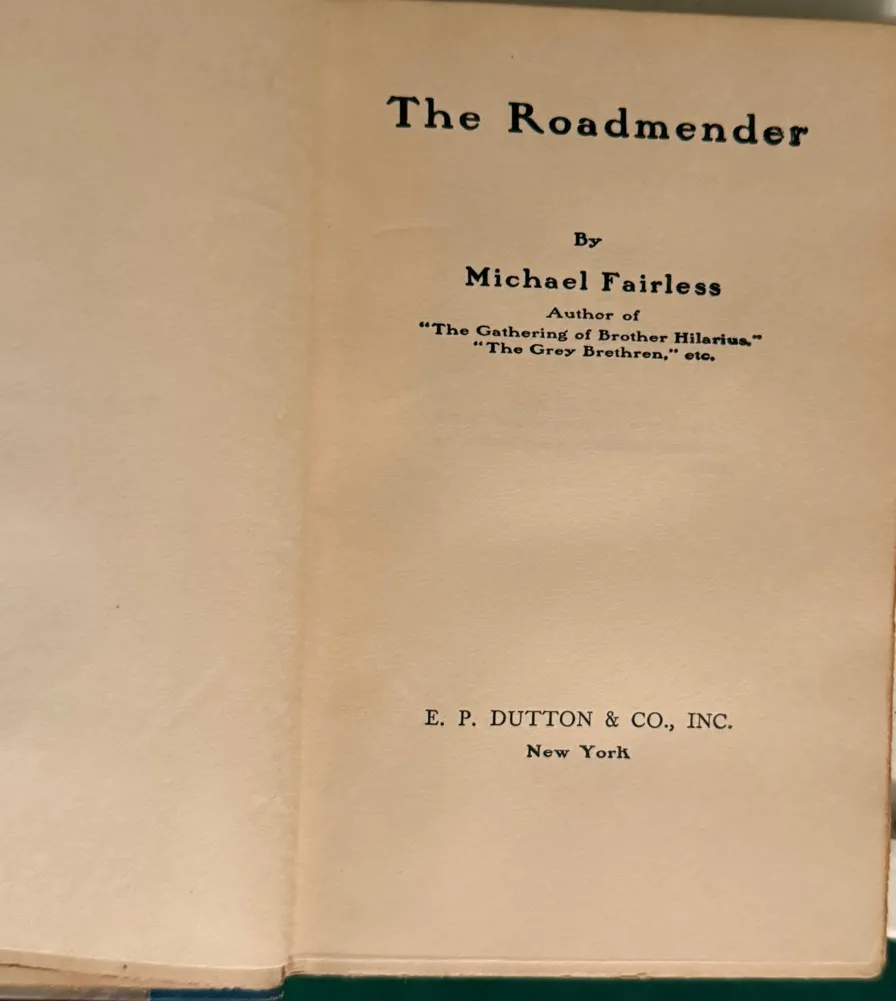 The Roadmender
By
Michael Fairless
Author of
"The Gathering of Brother Hilarius,"
"The Grey Brethren," etc.
E. P. DUTTON & CO., INC.
New York